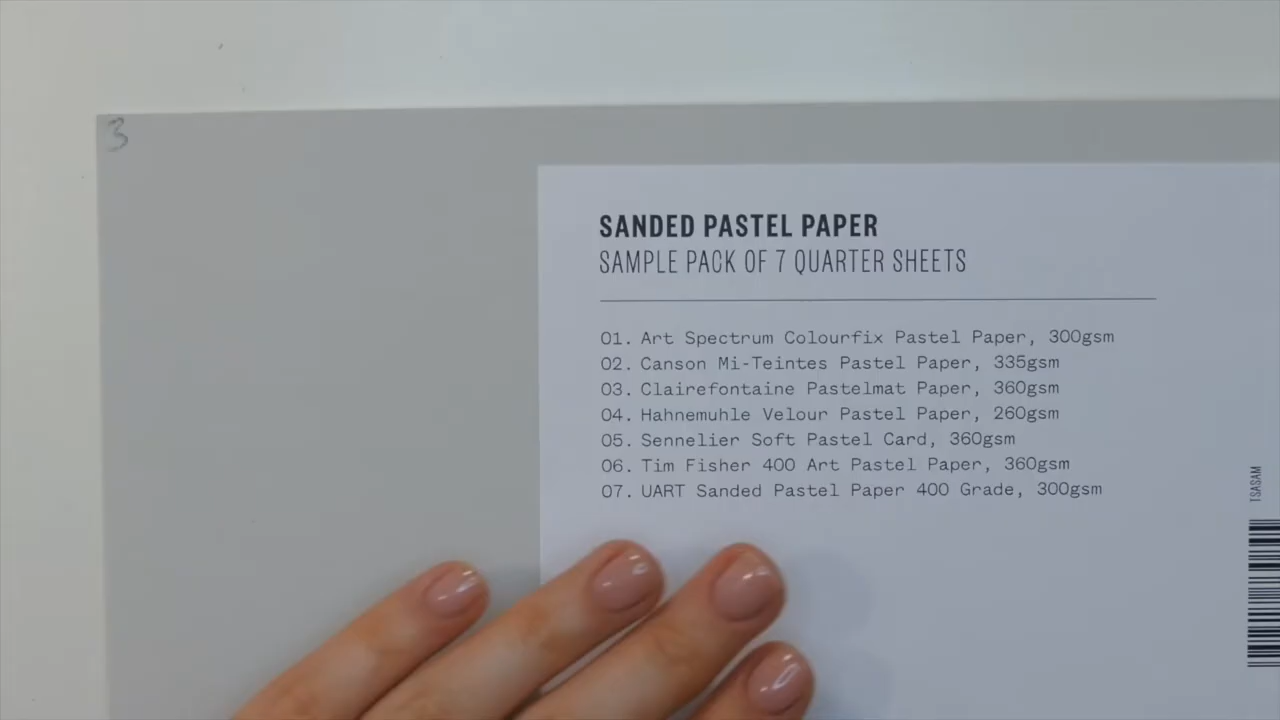 3
SANDED PASTEL PAPER
SAMPLE PACK OF 7 QUARTER SHEETS
01. Art Spectrum Colourfix Pastel Paper, 300gsm
02. Canson Mi-Teintes Pastel Paper, 335gsm
03. Clairefontaine Pastelmat Paper, 360gsm
04. Hahnemuhle Velour Pastel Paper, 260gsm
05. Sennelier Soft Pastel Card, 360gsm
06. Tim Fisher 400 Art Pastel Paper, 360gsm
07. UART Sanded Pastel Paper 400 Grade, 300gsm
TSASAM